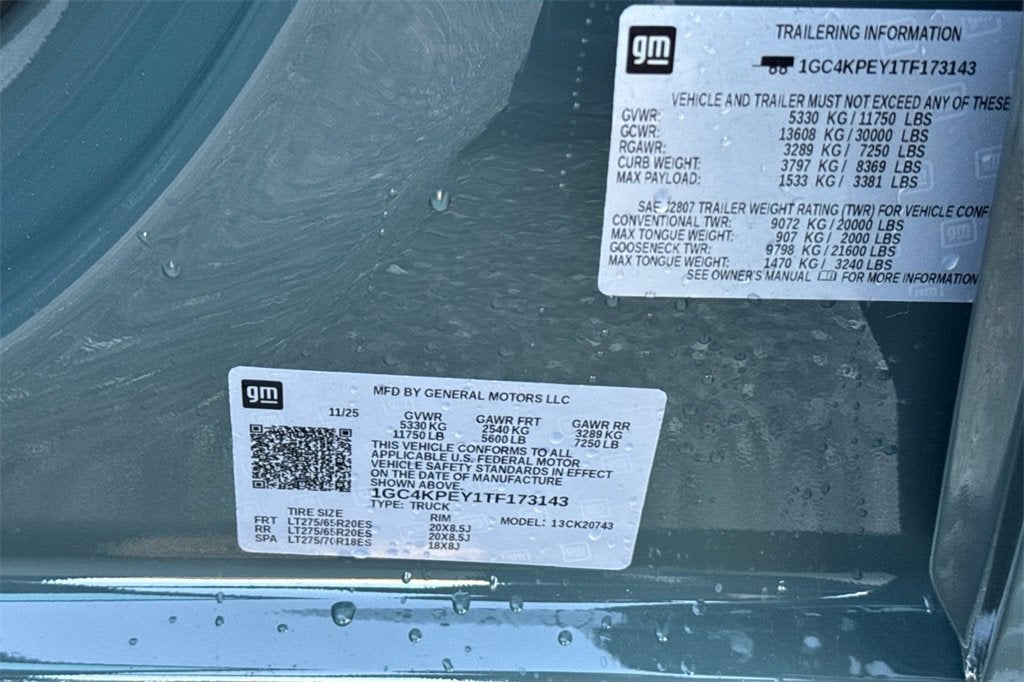 gm
TRAILERING INFORMATION
1GC4KPEY1TF173143
VEHICLE AND TRAILER MUST NOT EXCEED ANY OF THESE
GVWR: 5330 KG / 11750 LBS
GCWR: 13608 KG / 30000 LBS
RGAWR: 3289 KG / 7250 LBS
CURB WEIGHT: 3797 KG / 8369 LBS
MAX PAYLOAD: 1533 KG / 3381 LBS
SAE J2807 TRAILER WEIGHT RATING (TWR) FOR VEHICLE CONF
CONVENTIONAL TWR: 9072 KG / 20000 LBS
MAX TONGUE WEIGHT: 907 KG / 2000 LBS
GOOSENECK TWR: 9798 KG / 21600 LBS
MAX TONGUE WEIGHT: 1470 KG / 3240 LBS
SEE OWNER'S MANUAL FOR MORE INFORMATION
gm
MFD BY GENERAL MOTORS LLC
11/25 GVWR GAWR FRT GAWR RR
5330 KG 2540 KG 3289 KG
11750 LB 5600 LB 7250 LB
THIS VEHICLE CONFORMS TO ALL
APPLICABLE U.S. FEDERAL MOTOR
VEHICLE SAFETY STANDARDS IN EFFECT
ON THE DATE OF MANUFACTURE
SHOWN ABOVE.
1GC4KPEY1TF173143
TYPE: TRUCK
TIRE SIZE RIM MODEL: 13CK20743
FRT LT275/65R20ES 20X8.5J
RR LT275/65R20ES 20X8.5J
SPA LT275/70R18ES 18X8J